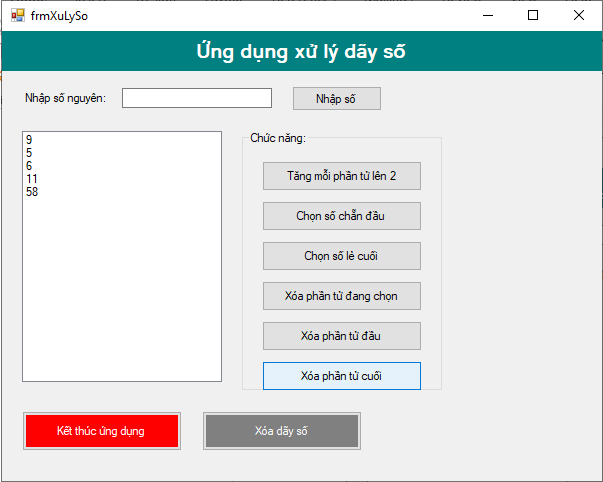 frmXuLySo
Ứng dụng xử lý dãy số
Nhập số nguyên:
Nhập số
9
5
6
11
58
Chức năng:
Tăng mỗi phần tử lên 2
Chọn số chẵn đầu
Chọn số lẻ cuối
Xóa phần tử đang chọn
Xóa phần tử đầu
Xóa phần tử cuối
Kết thúc ứng dụng
Xóa dãy số